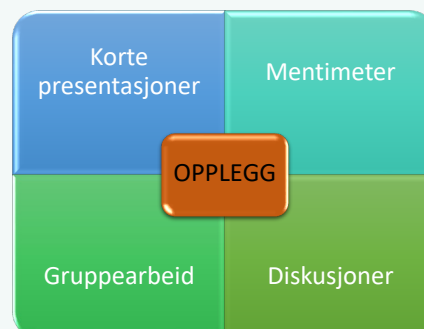 Korte
presentasjoner
Mentimeter
OPPLEGG
Gruppearbeid
Diskusjoner